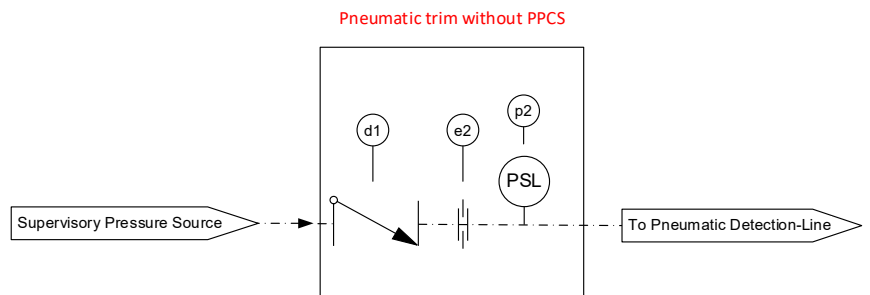 Pneumatic trim without PPCS
p2
d1
e2
PSL
Supervisory Pressure Source
To Pneumatic Detection-Line